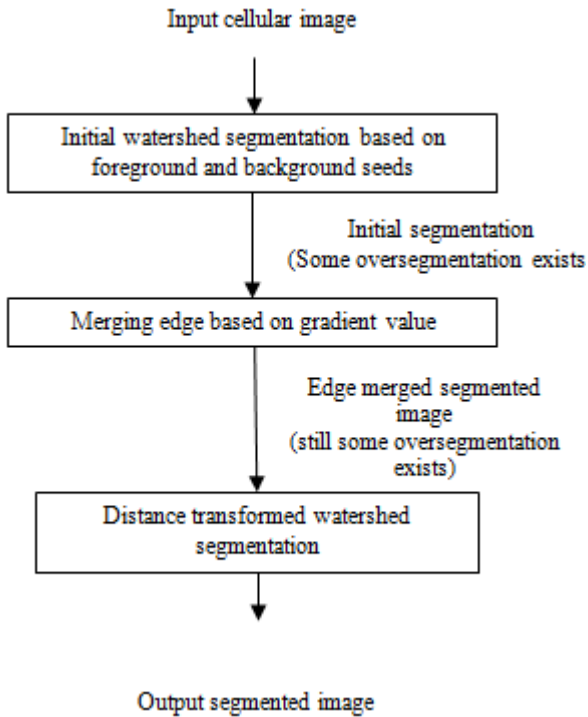 Input cellular image
Initial watershed segmentation based on
foreground and background seeds
Initial segmentation
(Some oversegmentation exists
Merging edge based on gradient value
Edge merged segmented
image
(still some oversegmentation
exists)
Distance transformed watershed
segmentation
Output segmented image